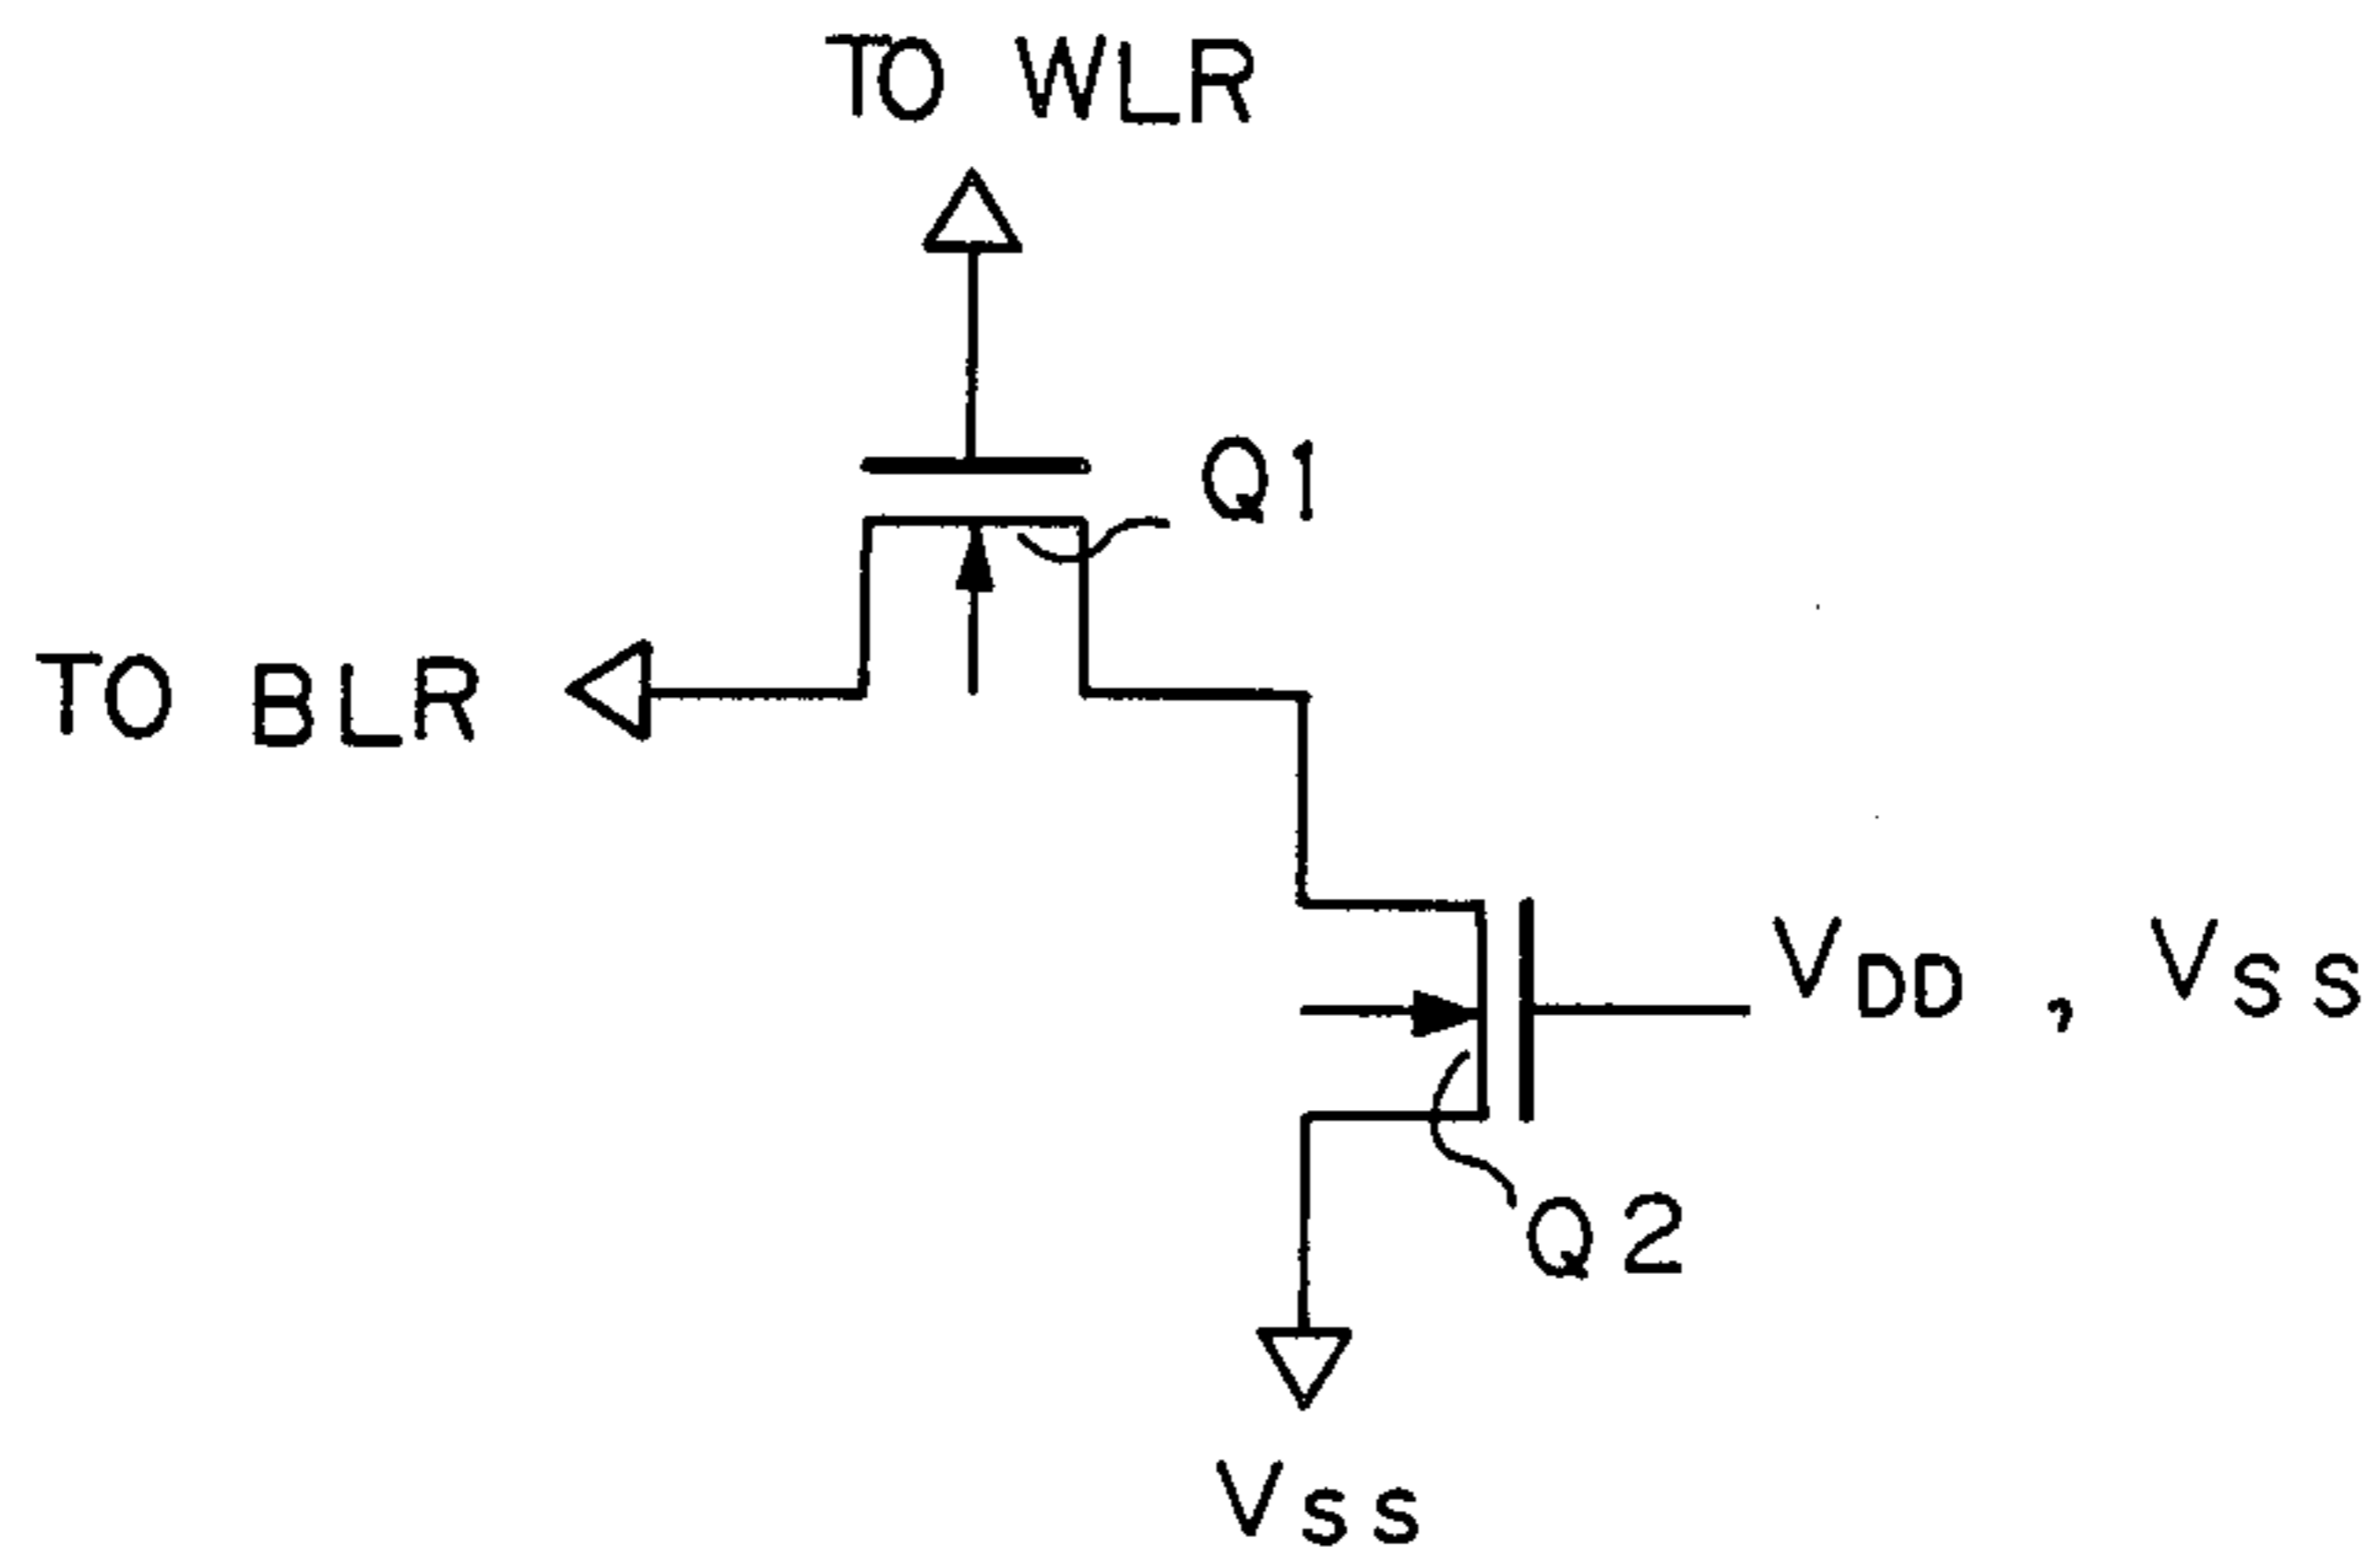 TO WLR
Q1
TO BLR
VDD , VSS
Q2
VSS